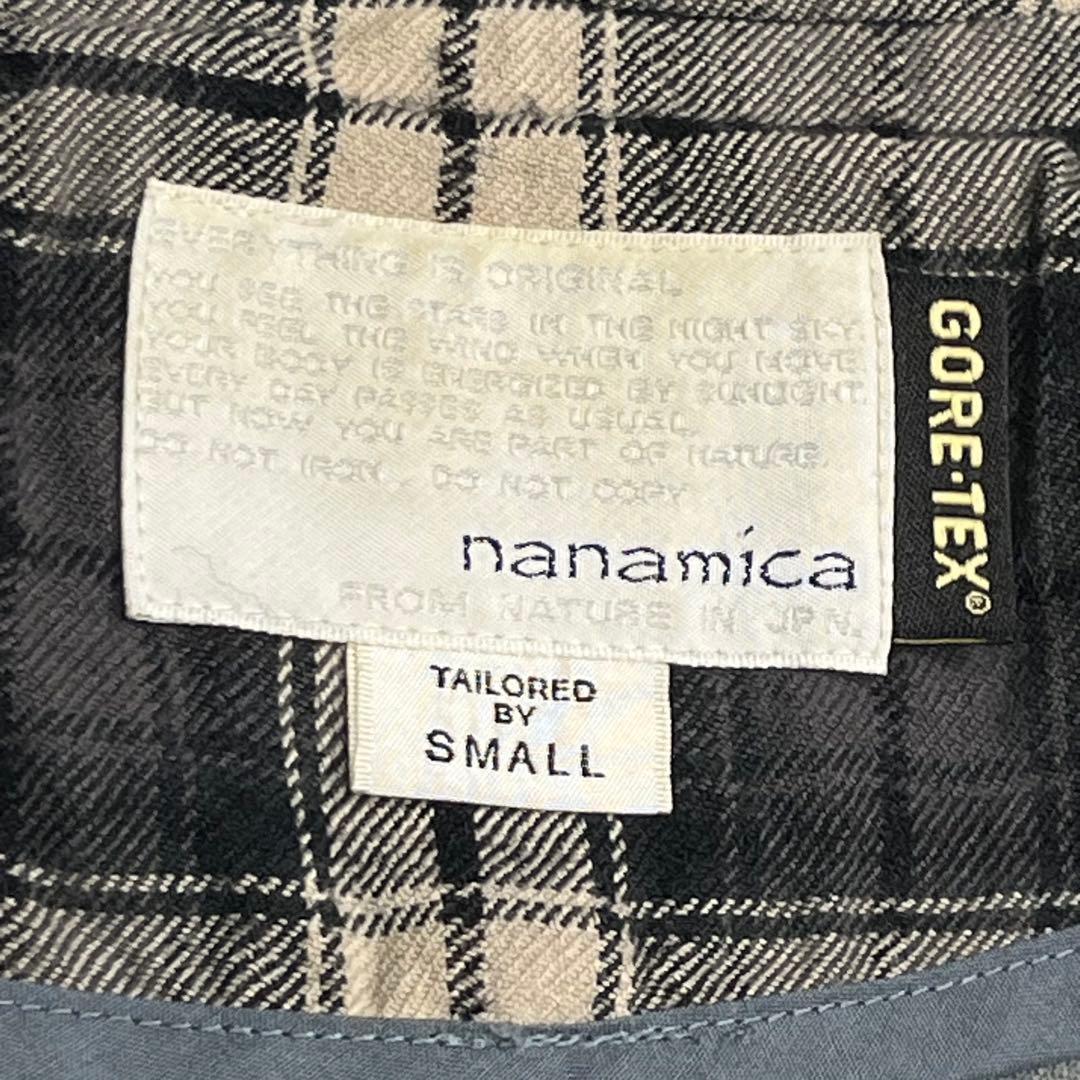 EVERYTHING IS ORIGINAL
YOU SEE THE STARS IN THE NIGHT SKY.
YOU FEEL THE WIND WHEN YOU MOVE
YOUR BODY IS ENERGIZED BY SUNLIGHT.
EVERY DAY PASSES AS USUAL
BUT NOW YOU ARE PART OF NATURE.
DO NOT IRON, DO NOT COPY
nanamica
FROM NATURE IN JPN.
GORE-TEX®
TAILORED
BY
SMALL